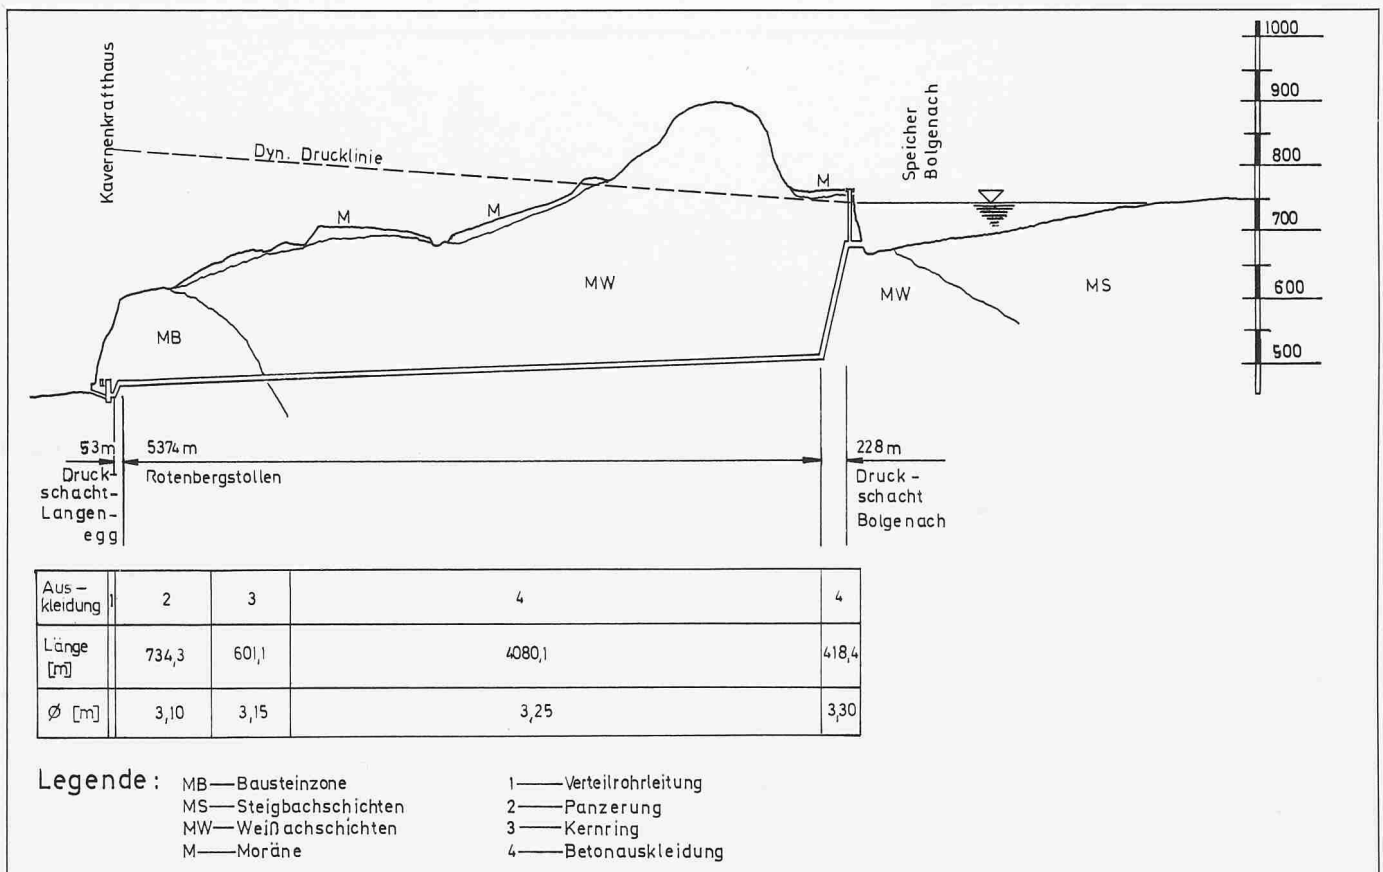 Kavernenkrafthaus
Dyn. Drucklinie
Speicher
Bolgenach
1000
900
800
700
600
500
M
M
M
MW
MW
MS
MB
53m
5374m
228m
Druck-
schacht-
Langen-
egg
Rotenbergstollen
Druck-
schacht
Bolgenach
Aus-
kleidung 1 2 3 4 4
Länge
[m] 734,3 601,1 4080,1 418,4
Ø [m] 3,10 3,15 3,25 3,30
Legende:
MB—Bausteinzone
MS—Steigbachschichten
MW—Weißachschichten
M—Moräne
1—Verteilrohrleitung
2—Panzerung
3—Kernring
4—Betonauskleidung